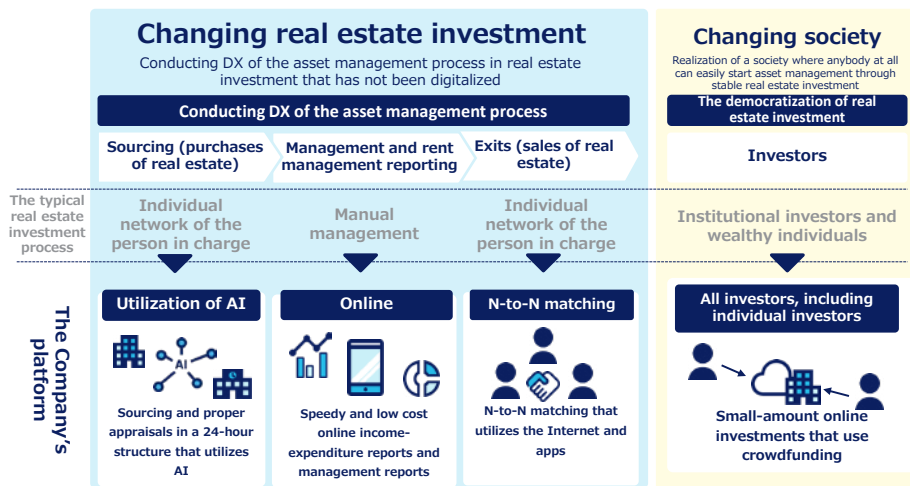 Changing real estate investment
Conducting DX of the asset management process in real estate
investment that has not been digitalized
Conducting DX of the asset management process
Sourcing (purchases
of real estate)
Management and rent
management reporting
Exits (sales of real
estate)
Changing society
Realization of a society where anybody at all
can easily start asset management through
stable real estate investment
The democratization of real
estate investment
Investors
The typical
real estate
investment
process
Individual
network of the
person in charge
Manual
management
Individual
network of the
person in charge
Institutional investors and
wealthy individuals
The Company's
platform
Utilization of AI
AI
Sourcing and proper
appraisals in a 24-hour
structure that utilizes
AI
Online
Speedy and low cost
online income-
expenditure reports and
management reports
N-to-N matching
N-to-N matching that
utilizes the Internet and
apps
All investors, including
individual investors
Small-amount online
investments that use
crowdfunding